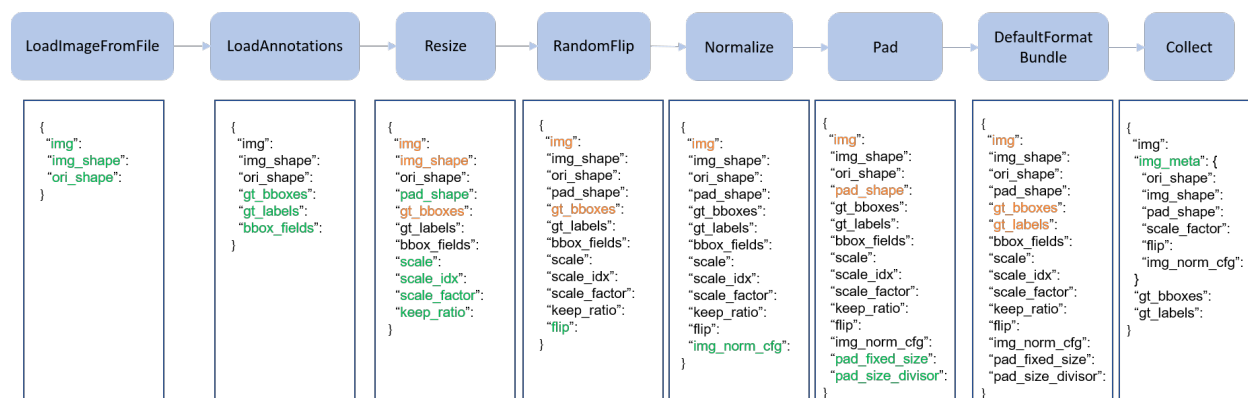 LoadImageFromFile
LoadAnnotations
Resize
RandomFlip
Normalize
Pad
DefaultFormat
Bundle
Collect
{
“img”:
“img_shape”:
“ori_shape”:
}
{
“img”:
“img_shape”:
“ori_shape”:
“gt_bboxes”:
“gt_labels”:
“bbox_fields”:
}
{
“img”:
“img_shape”:
ori_shape”:
“pad_shape”:
“gt_bboxes”:
“gt_labels”:
“bbox_fields”:
“scale”:
“scale_idx”:
“scale_factor”:
“keep_ratio”:
}
{
“img”:
“img_shape”:
“ori_shape”:
“pad_shape”:
“gt_bboxes”:
“gt_labels”:
“bbox_fields”:
“scale”:
“scale_idx”:
“scale_factor”:
“keep_ratio”:
“flip”:
}
{
“img”:
“img_shape”:
“ori_shape”:
“pad_shape”:
“gt_bboxes”:
“gt_labels”:
“bbox_fields”:
“scale”:
“scale_idx”:
“scale_factor”:
“keep_ratio”:
“flip”:
“img_norm_cfg”:
}
{
“img”:
“img_shape”:
“ori_shape”:
“pad_shape”:
“gt_bboxes”:
“gt_labels”:
“bbox_fields”:
“scale”:
“scale_idx”:
“scale_factor”:
“keep_ratio”:
“flip”:
“img_norm_cfg”:
“pad_fixed_size”:
“pad_size_divisor”:
}
{
“img”:
“img_shape”:
“ori_shape”:
“pad_shape”:
“gt_bboxes”:
“gt_labels”:
“bbox_fields”:
“scale”:
“scale_idx”:
“scale_factor”:
“keep_ratio”:
“flip”:
“img_norm_cfg”:
“pad_fixed_size”:
“pad_size_divisor”:
}
{
“img”:
“img_meta”: {
“ori_shape”:
“img_shape”:
“pad_shape”:
“scale_factor”:
“flip”:
“img_norm_cfg”:
}
“gt_bboxes”:
“gt_labels”:
}